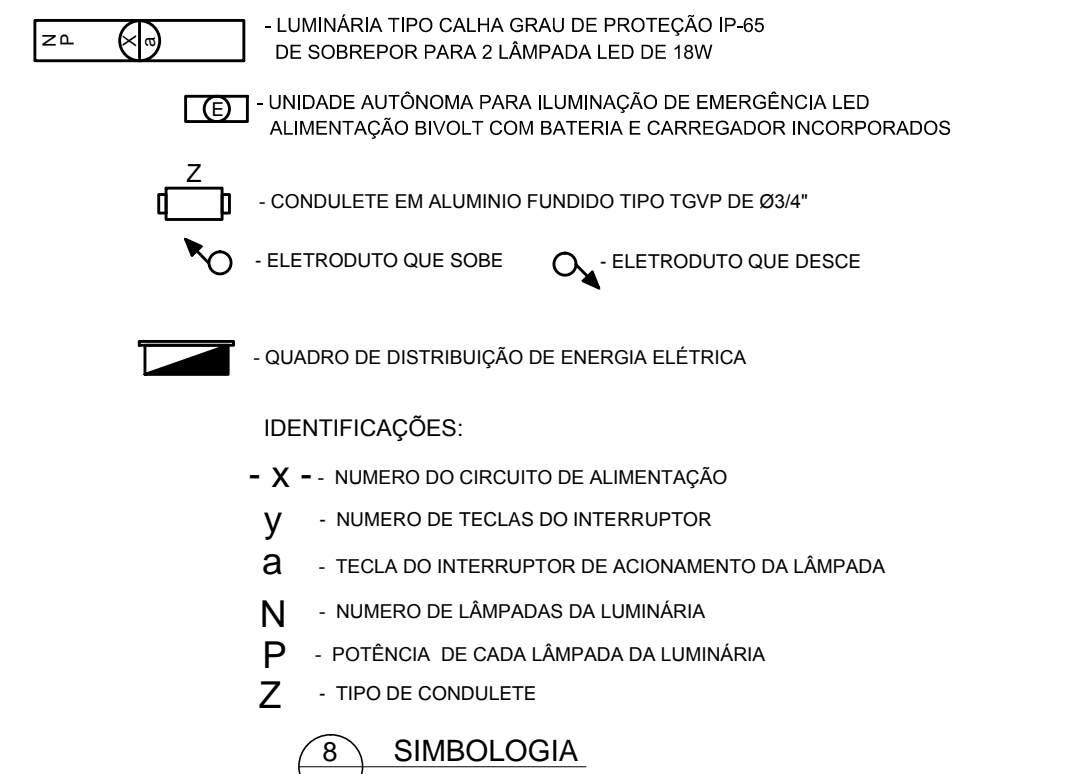 N P X a - LUMINÁRIA TIPO CALHA GRAU DE PROTEÇÃO IP-65
DE SOBREPOR PARA 2 LÂMPADA LED DE 18W
E - UNIDADE AUTÔNOMA PARA ILUMINAÇÃO DE EMERGÊNCIA LED
ALIMENTAÇÃO BIVOLT COM BATERIA E CARREGADOR INCORPORADOS
Z
- CONDULETE EM ALUMINIO FUNDIDO TIPO TGVP DE Ø3/4"
- ELETRODUTO QUE SOBE - ELETRODUTO QUE DESCE
- QUADRO DE DISTRIBUIÇÃO DE ENERGIA ELÉTRICA
IDENTIFICAÇÕES:
- x - - NUMERO DO CIRCUITO DE ALIMENTAÇÃO
y - NUMERO DE TECLAS DO INTERRUPTOR
a - TECLA DO INTERRUPTOR DE ACIONAMENTO DA LÂMPADA
N - NUMERO DE LÂMPADAS DA LUMINÁRIA
P - POTÊNCIA DE CADA LÂMPADA DA LUMINÁRIA
Z - TIPO DE CONDULETE
8 SIMBOLOGIA